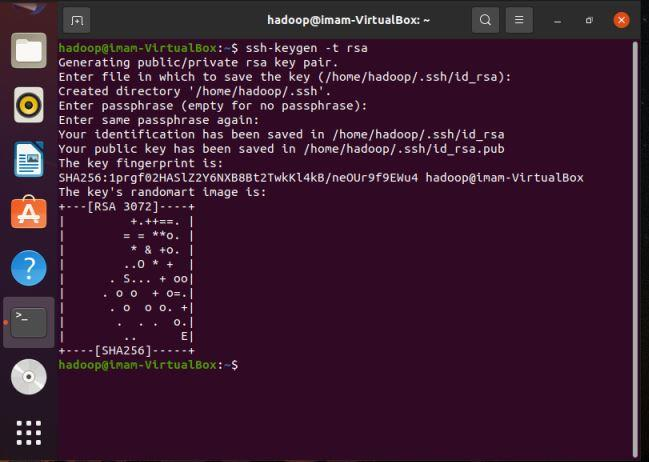 hadoop@imam-VirtualBox: ~
hadoop@imam-VirtualBox:~$ ssh-keygen -t rsa
Generating public/private rsa key pair.
Enter file in which to save the key (/home/hadoop/.ssh/id_rsa):
Created directory '/home/hadoop/.ssh'.
Enter passphrase (empty for no passphrase):
Enter same passphrase again:
Your identification has been saved in /home/hadoop/.ssh/id_rsa
Your public key has been saved in /home/hadoop/.ssh/id_rsa.pub
The key fingerprint is:
SHA256:1prgf02HASlZ2Y6NXB8Bt2TwkKl4kB/neOUr9f9EWu4 hadoop@imam-VirtualBox
The key's randomart image is:
+---[RSA 3072]----+
|         +.++==. |
|        = = **o. |
|         * & +o. |
|        ..O * +  |
|      . S... + oo|
|     . o o  + o=.|
|      . o  o o. +|
|       .  . .  o.|
|        ..      E|
+----[SHA256]-----+
hadoop@imam-VirtualBox:~$